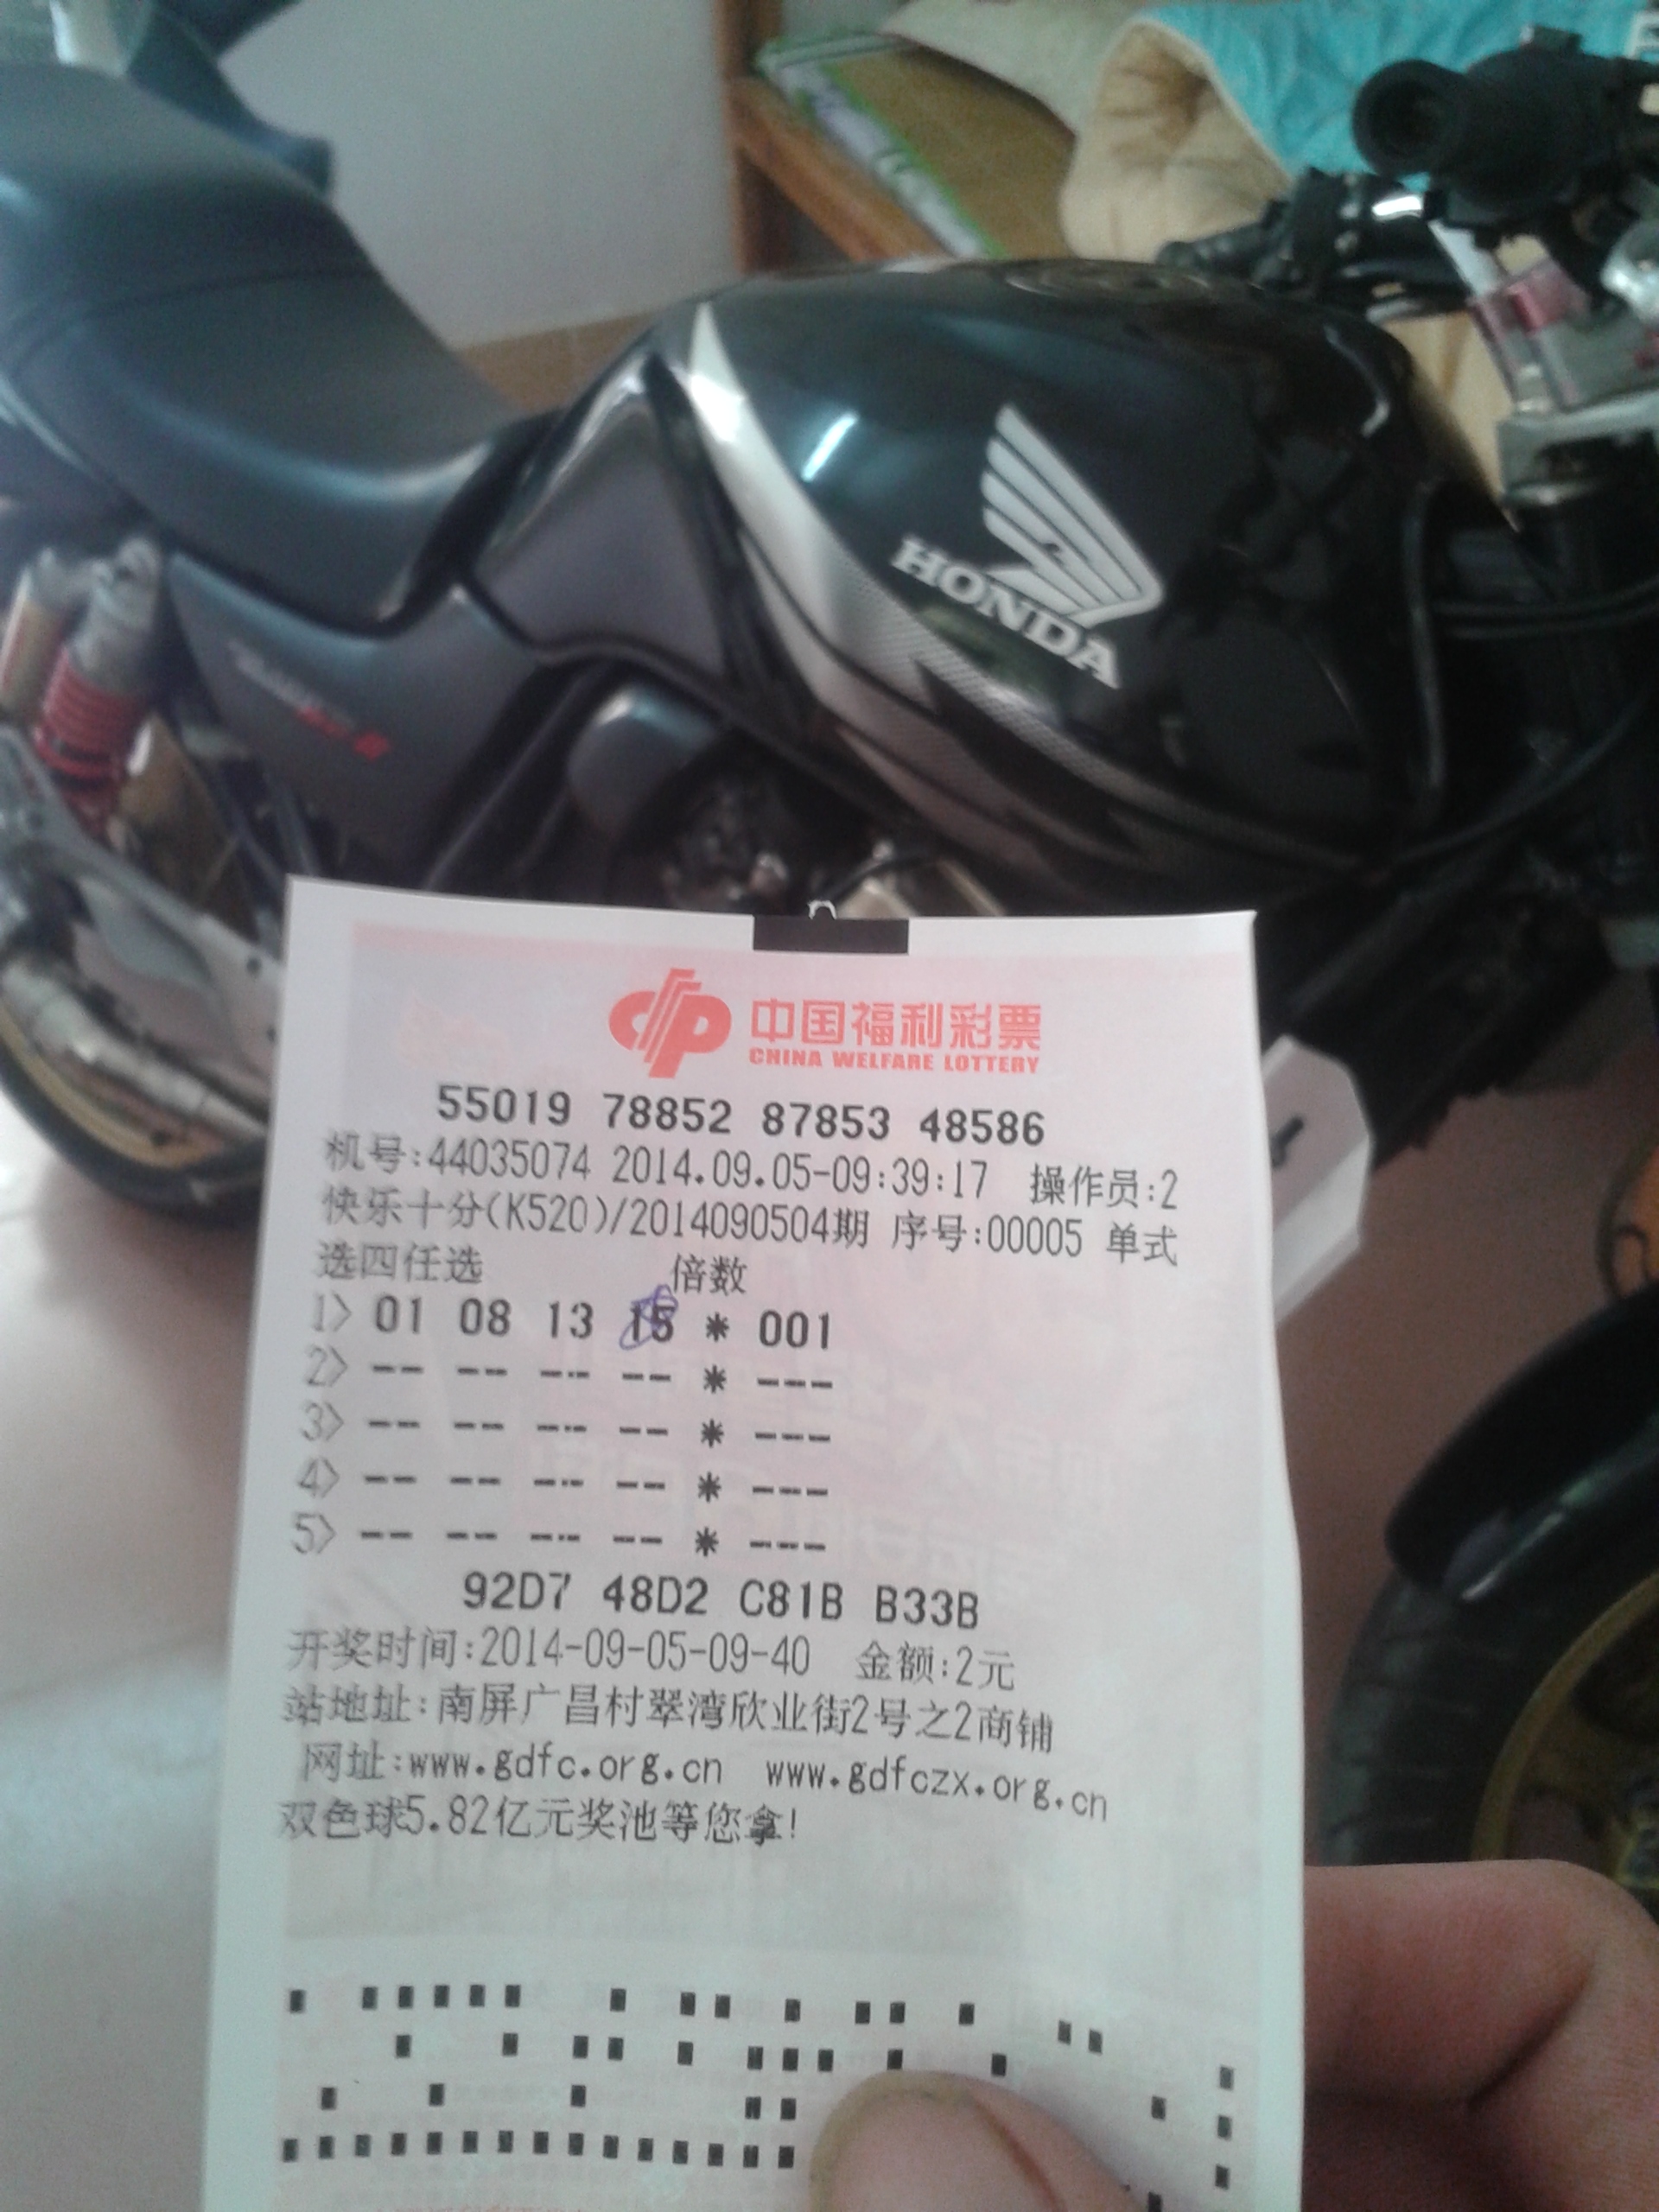 HONDA
中国福利彩票
CHINA WELFARE LOTTERY
55019 78852 87853 48586
机号:44035074 2014.09.05-09:39:17 操作员:2
快乐十分(K520)/2014090504期 序号:00005 单式
选四任选 倍数
1> 01 08 13 15 * 001
2> -- -- -- -- * ---
3> -- -- -- -- * ---
4> -- -- -- -- * ---
5> -- -- -- -- * ---
92D7 48D2 C81B B33B
开奖时间:2014-09-05-09-40 金额:2元
站地址:南屏广昌村翠湾欣业街2号之2商铺
网址:www.gdfc.org.cn www.gdfczx.org.cn
双色球5.82亿元奖池等您拿!